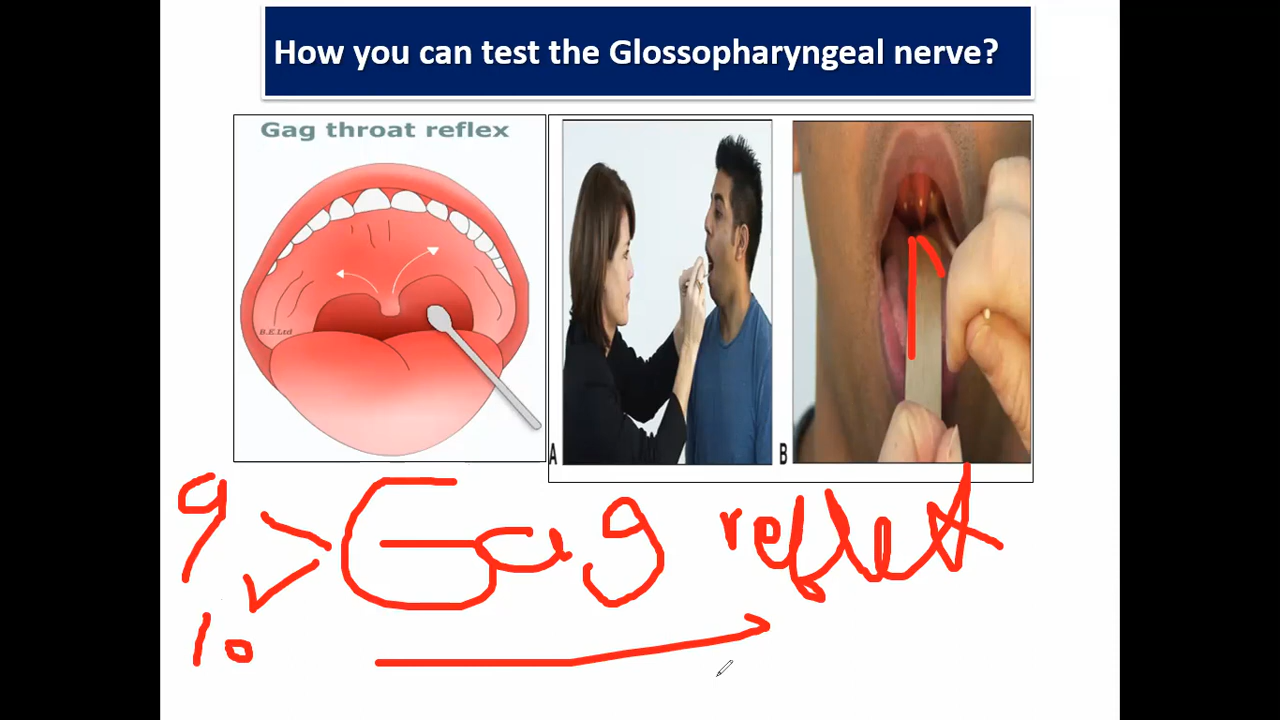 How you can test the Glossopharyngeal nerve?
Gag throat reflex
B.E.Ltd
A
B
9
Gag reflex
10